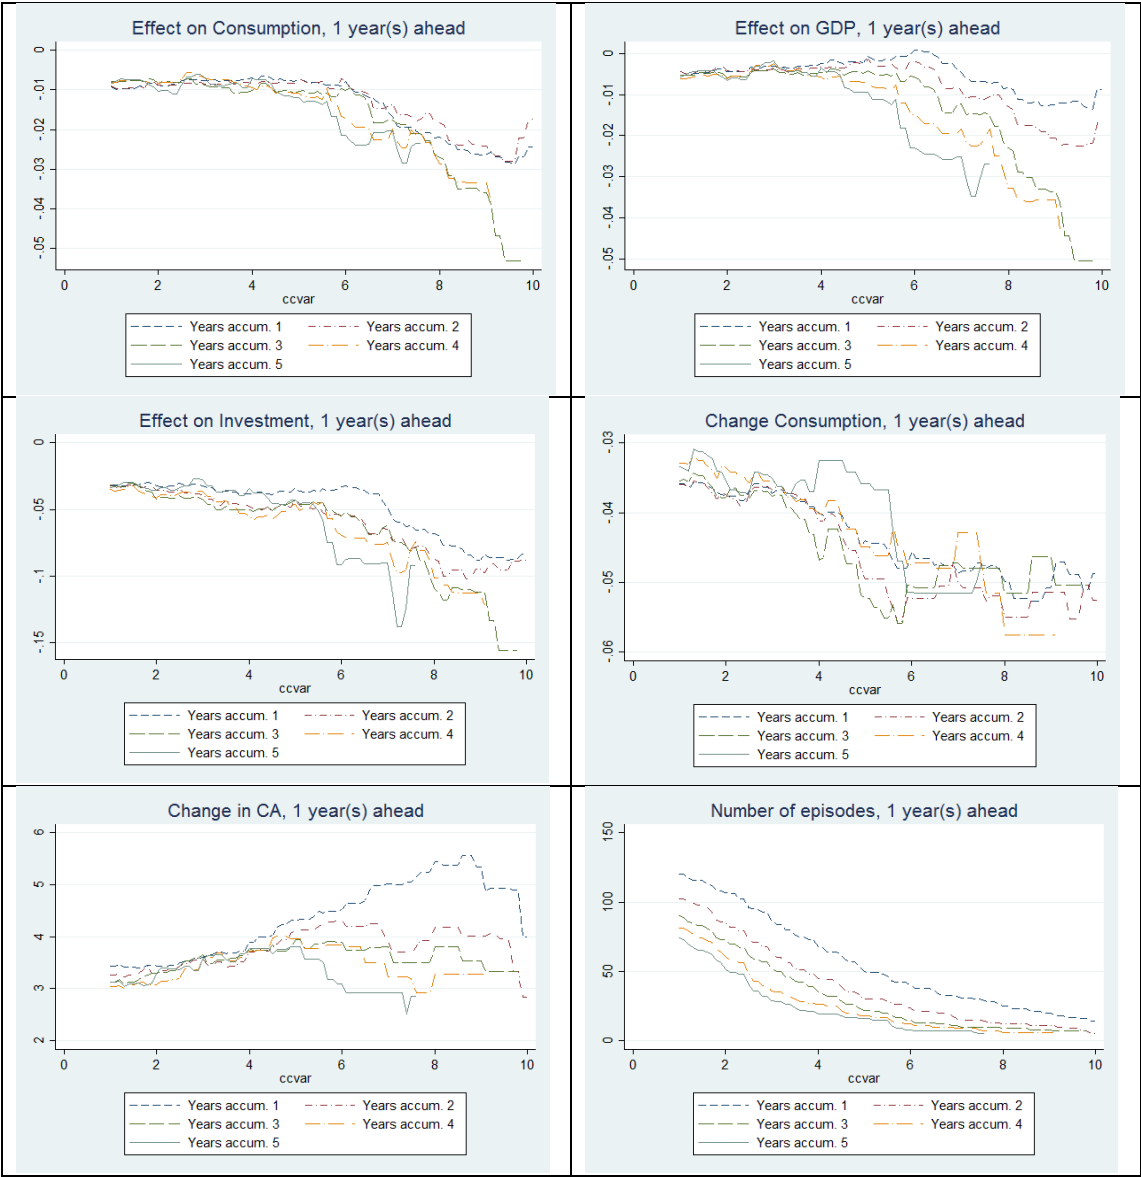 Effect on Consumption, 1 year(s) ahead
0
-.01
-.02
-.03
-.04
-.05
0 2 4 6 8 10
ccvar
Years accum. 1 Years accum. 2
Years accum. 3 Years accum. 4
Years accum. 5
Effect on GDP, 1 year(s) ahead
0
-.01
-.02
-.03
-.04
-.05
0 2 4 6 8 10
ccvar
Years accum. 1 Years accum. 2
Years accum. 3 Years accum. 4
Years accum. 5
Effect on Investment, 1 year(s) ahead
0
-.05
-.1
-.15
0 2 4 6 8 10
ccvar
Years accum. 1 Years accum. 2
Years accum. 3 Years accum. 4
Years accum. 5
Change Consumption, 1 year(s) ahead
-.03
-.04
-.05
-.06
0 2 4 6 8 10
ccvar
Years accum. 1 Years accum. 2
Years accum. 3 Years accum. 4
Years accum. 5
Change in CA, 1 year(s) ahead
6
5
4
3
2
0 2 4 6 8 10
ccvar
Years accum. 1 Years accum. 2
Years accum. 3 Years accum. 4
Years accum. 5
Number of episodes, 1 year(s) ahead
150
100
50
0
0 2 4 6 8 10
ccvar
Years accum. 1 Years accum. 2
Years accum. 3 Years accum. 4
Years accum. 5